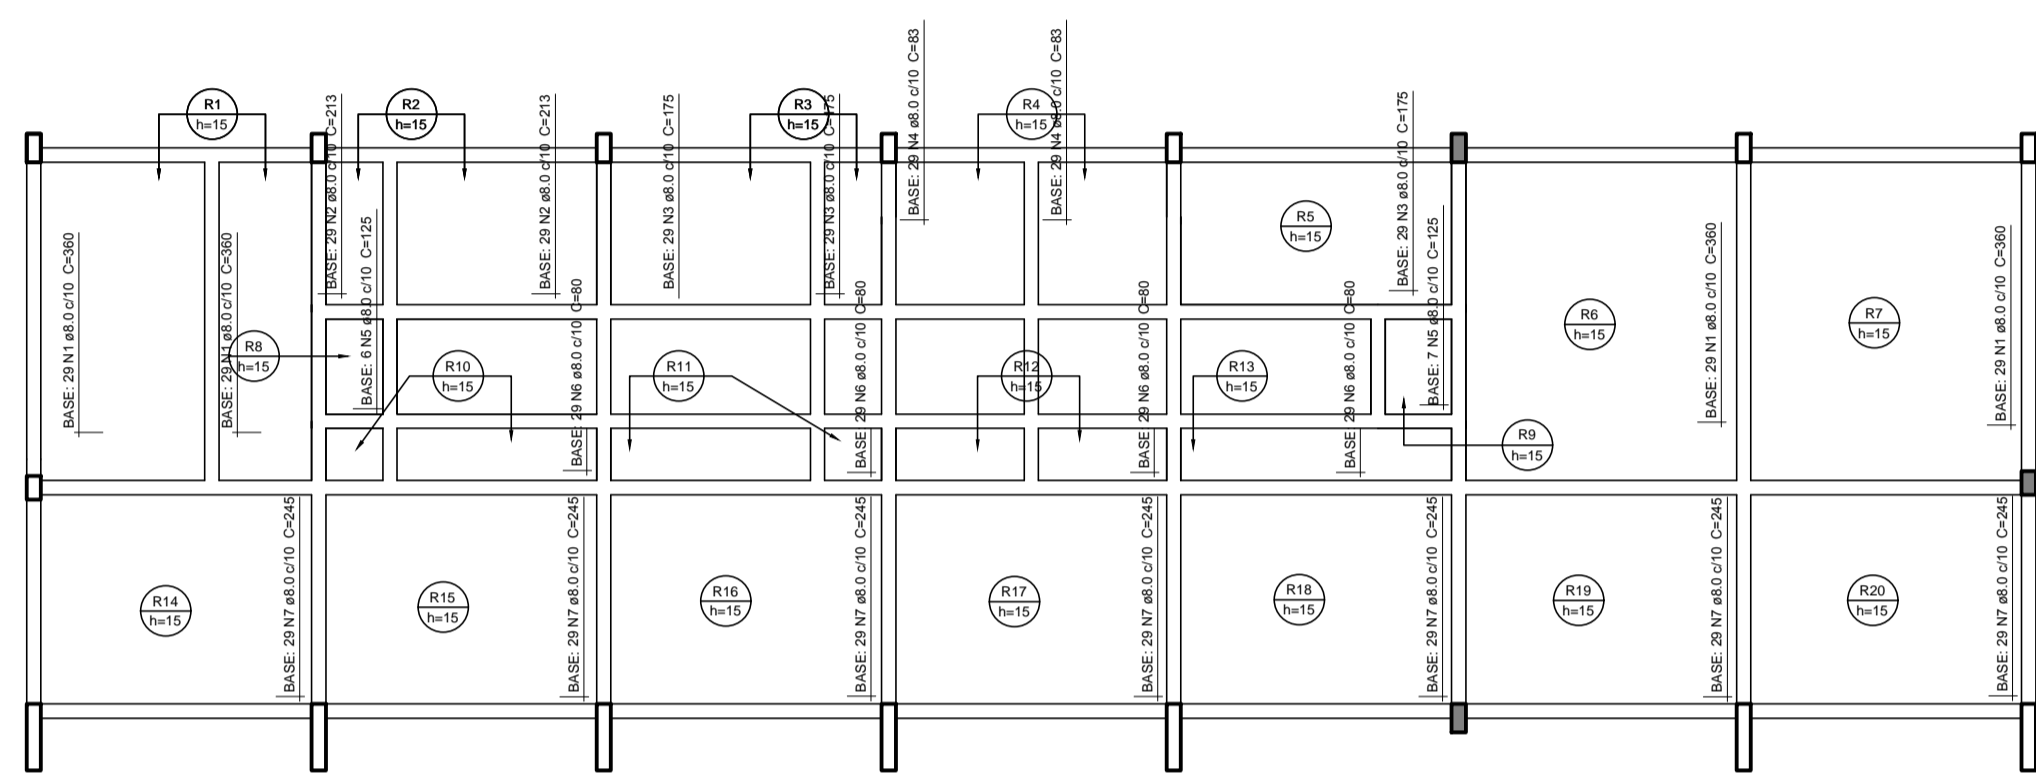 R1
h=15
R2
h=15
R3
h=15
R4
h=15
BASE: 29 N2 ø8.0 c/10 C=213
BASE: 29 N2 ø8.0 c/10 C=213
BASE: 29 N3 ø8.0 c/10 C=175
BASE: 29 N3 ø8.0 c/10 C=175
BASE: 29 N4 ø8.0 c/10 C=83
BASE: 29 N4 ø8.0 c/10 C=83
BASE: 29 N3 ø8.0 c/10 C=175
R5
h=15
BASE: 29 N1 ø8.0 c/10 C=360
BASE: 29 N1 ø8.0 c/10 C=360
BASE: 6 N5 ø8.0 c/10 C=125
BASE: 7 N5 ø8.0 c/10 C=125
BASE: 29 N1 ø8.0 c/10 C=360
BASE: 29 N1 ø8.0 c/10 C=360
R6
h=15
R7
h=15
R8
h=15
R10
h=15
BASE: 29 N6 ø8.0 c/10 C=80
R11
h=15
BASE: 29 N6 ø8.0 c/10 C=80
R12
h=15
BASE: 29 N6 ø8.0 c/10 C=80
R13
h=15
BASE: 29 N6 ø8.0 c/10 C=80
R9
h=15
R14
h=15
BASE: 29 N7 ø8.0 c/10 C=245
R15
h=15
BASE: 29 N7 ø8.0 c/10 C=245
R16
h=15
BASE: 29 N7 ø8.0 c/10 C=245
R17
h=15
BASE: 29 N7 ø8.0 c/10 C=245
R18
h=15
BASE: 29 N7 ø8.0 c/10 C=245
R19
h=15
BASE: 29 N7 ø8.0 c/10 C=245
R20
h=15
BASE: 29 N7 ø8.0 c/10 C=245